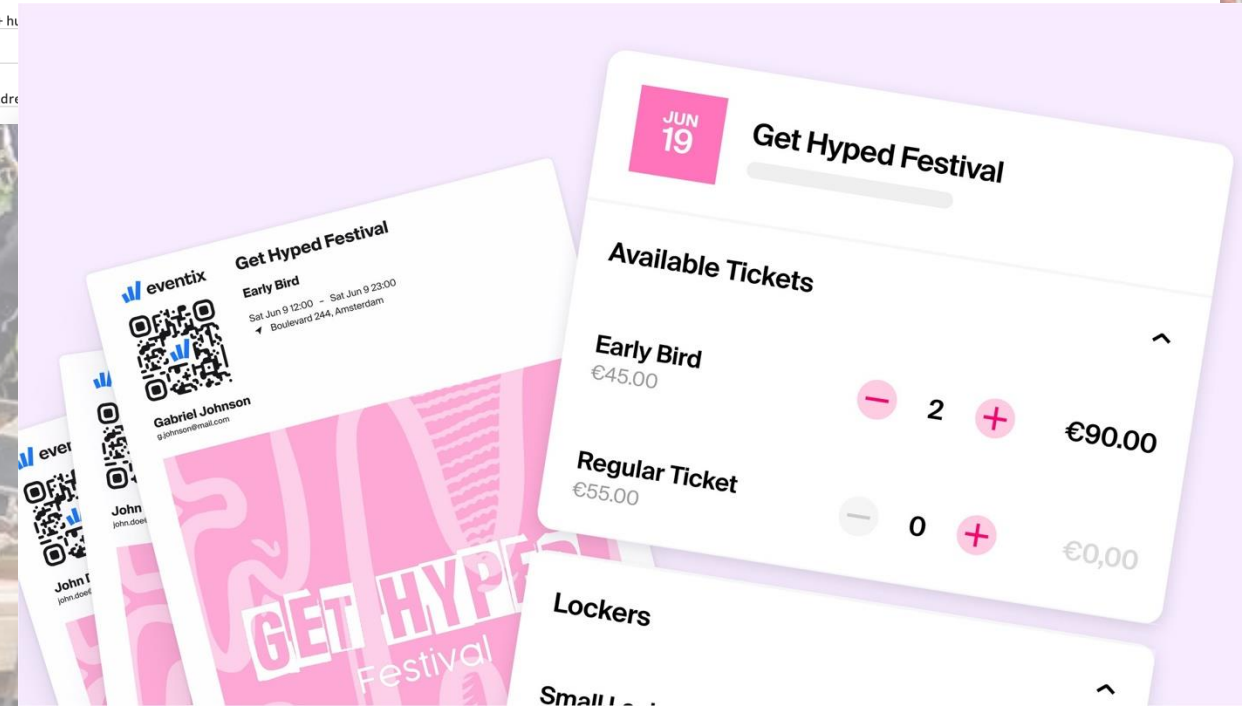 eventix
Get Hyped Festival
Early Bird
Sat Jun 9 12:00 - Sat Jun 9 23:00
Boulevard 244, Amsterdam
Gabriel Johnson
g.johnson@mail.com
GET HYPE
Festival
John
John
JUN
19
Get Hyped Festival
Available Tickets
Early Bird
€45.00
2
€90.00
Regular Ticket
€55.00
0
€0,00
Lockers
Small